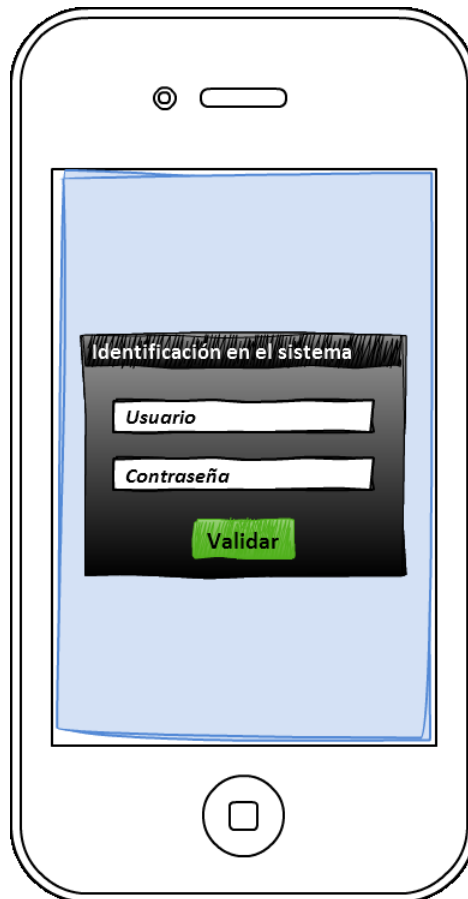 Identificación en el sistema
Usuario
Contraseña
Validar